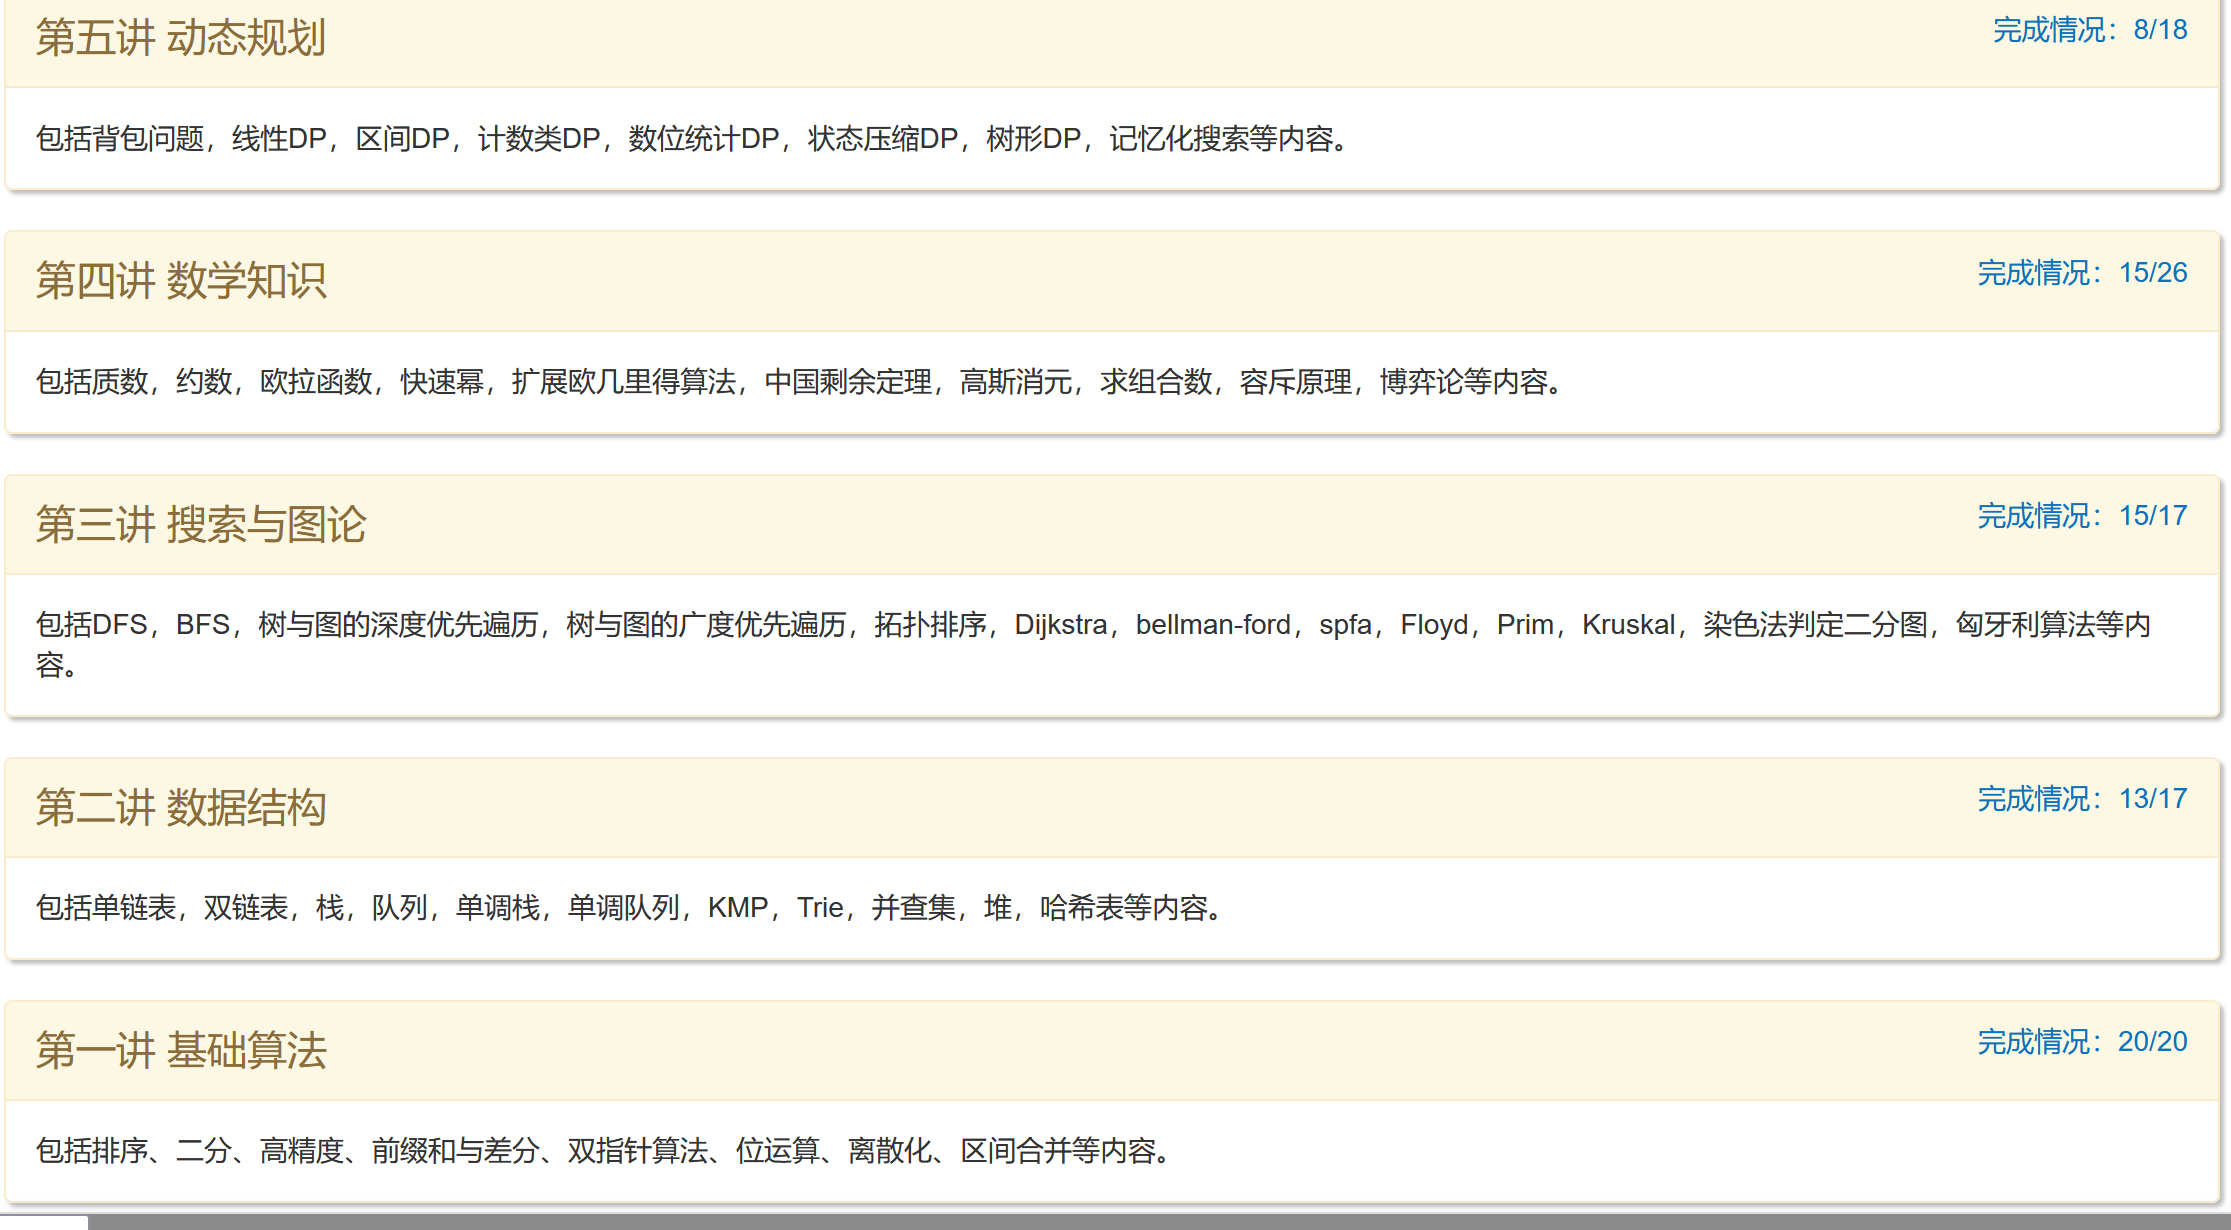 第五讲 动态规划
完成情况：8/18
包括背包问题，线性DP，区间DP，计数类DP，数位统计DP，状态压缩DP，树形DP，记忆化搜索等内容。
第四讲 数学知识
完成情况：15/26
包括质数，约数，欧拉函数，快速幂，扩展欧几里得算法，中国剩余定理，高斯消元，求组合数，容斥原理，博弈论等内容。
第三讲 搜索与图论
完成情况：15/17
包括DFS，BFS，树与图的深度优先遍历，树与图的广度优先遍历，拓扑排序，Dijkstra，bellman-ford，spfa，Floyd，Prim，Kruskal，染色法判定二分图，匈牙利算法等内
容。
第二讲 数据结构
完成情况：13/17
包括单链表，双链表，栈，队列，单调栈，单调队列，KMP，Trie，并查集，堆，哈希表等内容。
第一讲 基础算法
完成情况：20/20
包括排序、二分、高精度、前缀和与差分、双指针算法、位运算、离散化、区间合并等内容。